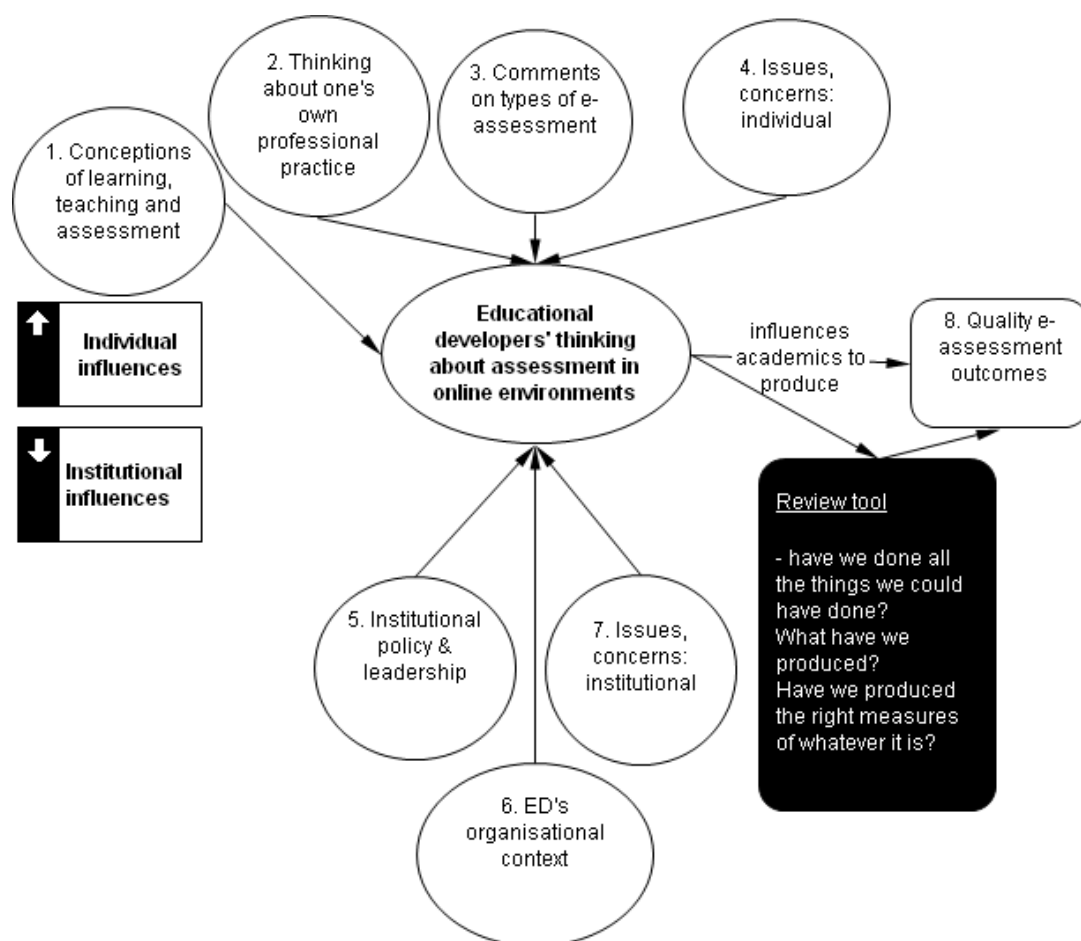 2. Thinking
about one's
own
professional
practice
3. Comments
on types of e-
assessment
4. Issues,
concerns:
individual
1. Conceptions
of learning,
teaching and
assessment
Individual
influences
Institutional
influences
Educational
developers' thinking
about assessment in
online environments
influences
academics to
produce
8. Quality e-
assessment
outcomes
Review tool
- have we done all
the things we could
have done?
What have we
produced?
Have we produced
the right measures
of whatever it is?
5. Institutional
policy &
leadership
7. Issues,
concerns:
institutional
6. ED's
organisational
context